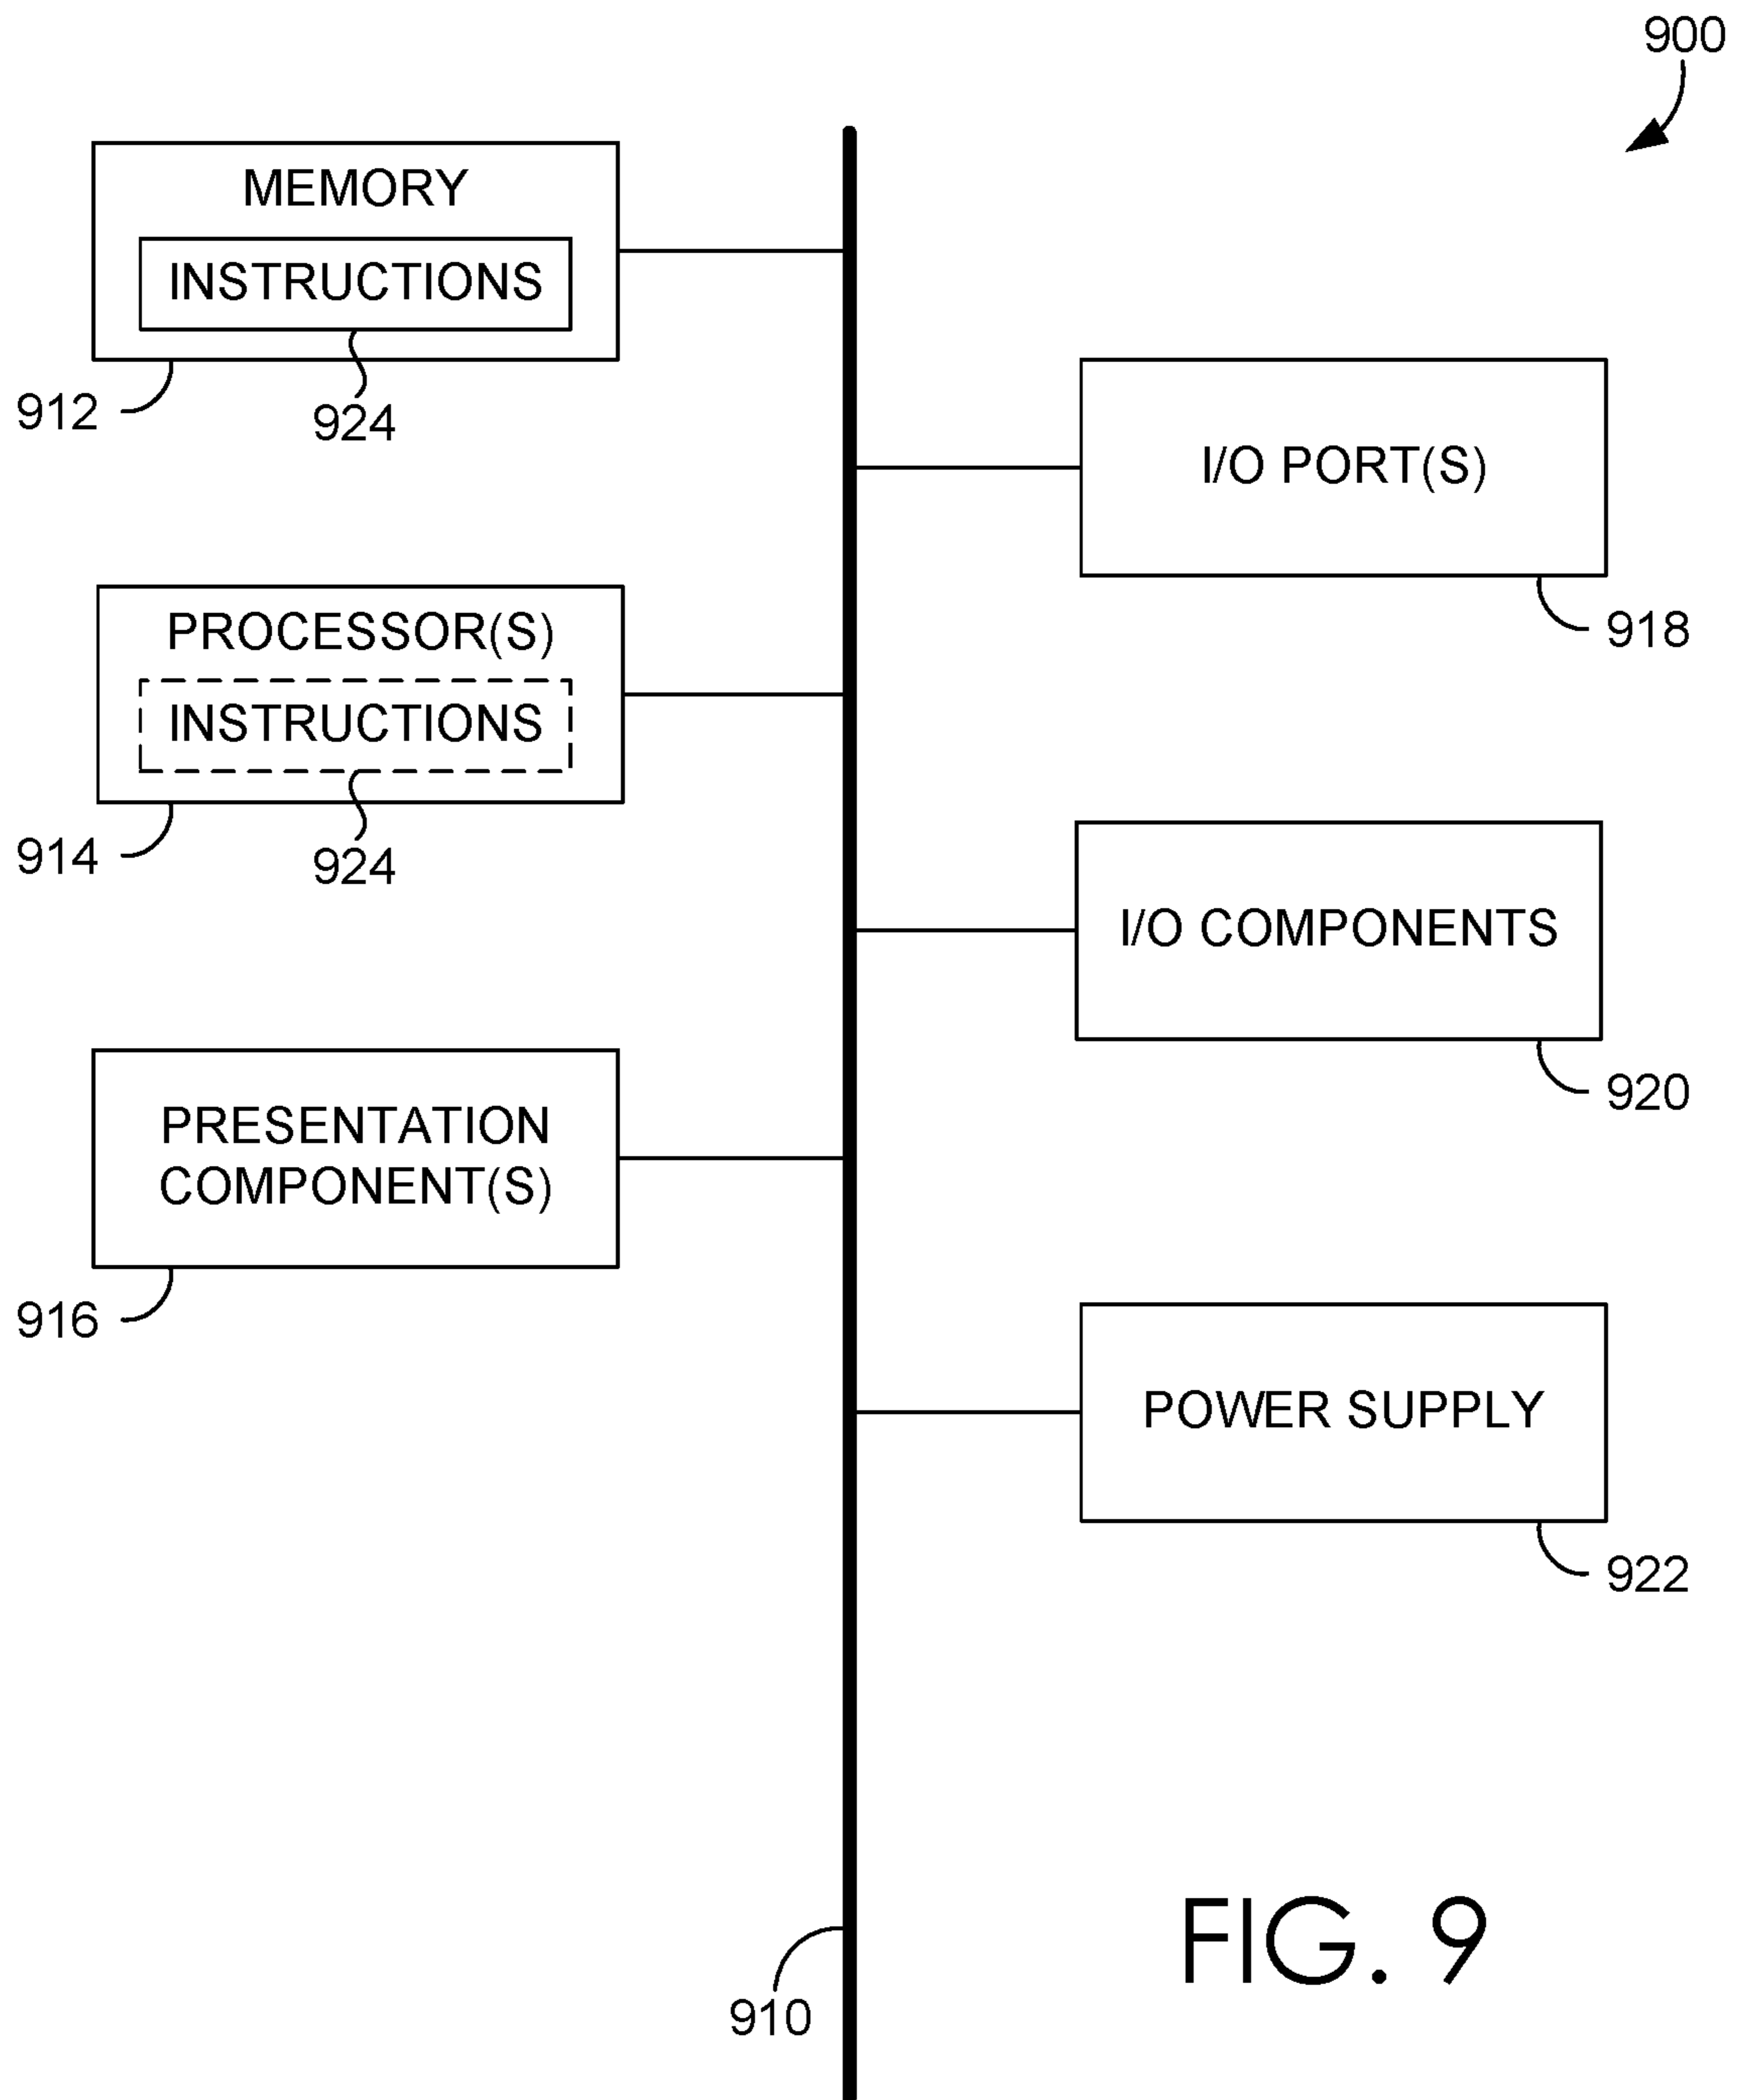 900
MEMORY
INSTRUCTIONS
912
924
I/O PORT(S)
918
PROCESSOR(S)
INSTRUCTIONS
914
924
I/O COMPONENTS
920
PRESENTATION
COMPONENT(S)
916
POWER SUPPLY
922
910
FIG. 9